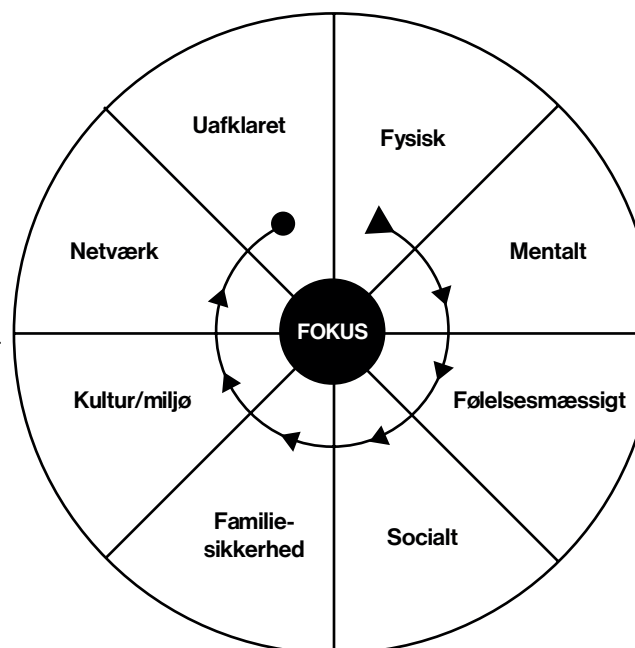 Uafklaret
Fysisk
Netværk
Mentalt
FOKUS
Kultur/miljø
Følelsesmæssigt
Familie-
sikkerhed
Socialt